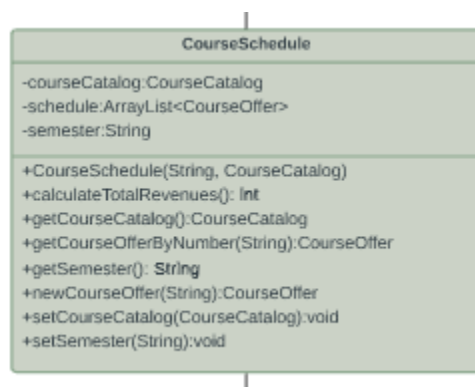 CourseSchedule
-courseCatalog:CourseCatalog
-schedule:ArrayList<CourseOffer>
-semester:String
+CourseSchedule(String, CourseCatalog)
+calculateTotalRevenues(): Int
+getCourseCatalog():CourseCatalog
+getCourseOfferByNumber(String):CourseOffer
+getSemester(): String
+newCourseOffer(String):CourseOffer
+setCourseCatalog(CourseCatalog):void
+setSemester(String):void